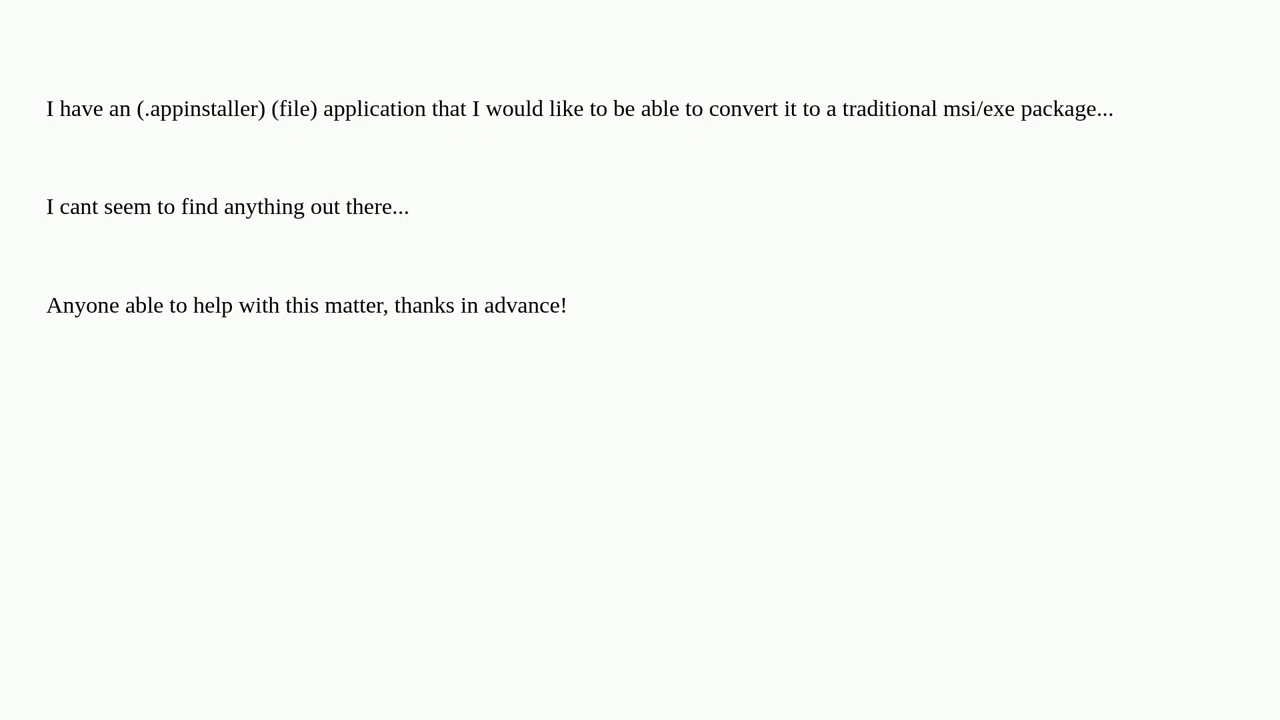 I have an (.appinstaller) (file) application that I would like to be able to convert it to a traditional msi/exe package...
I cant seem to find anything out there...
Anyone able to help with this matter, thanks in advance!